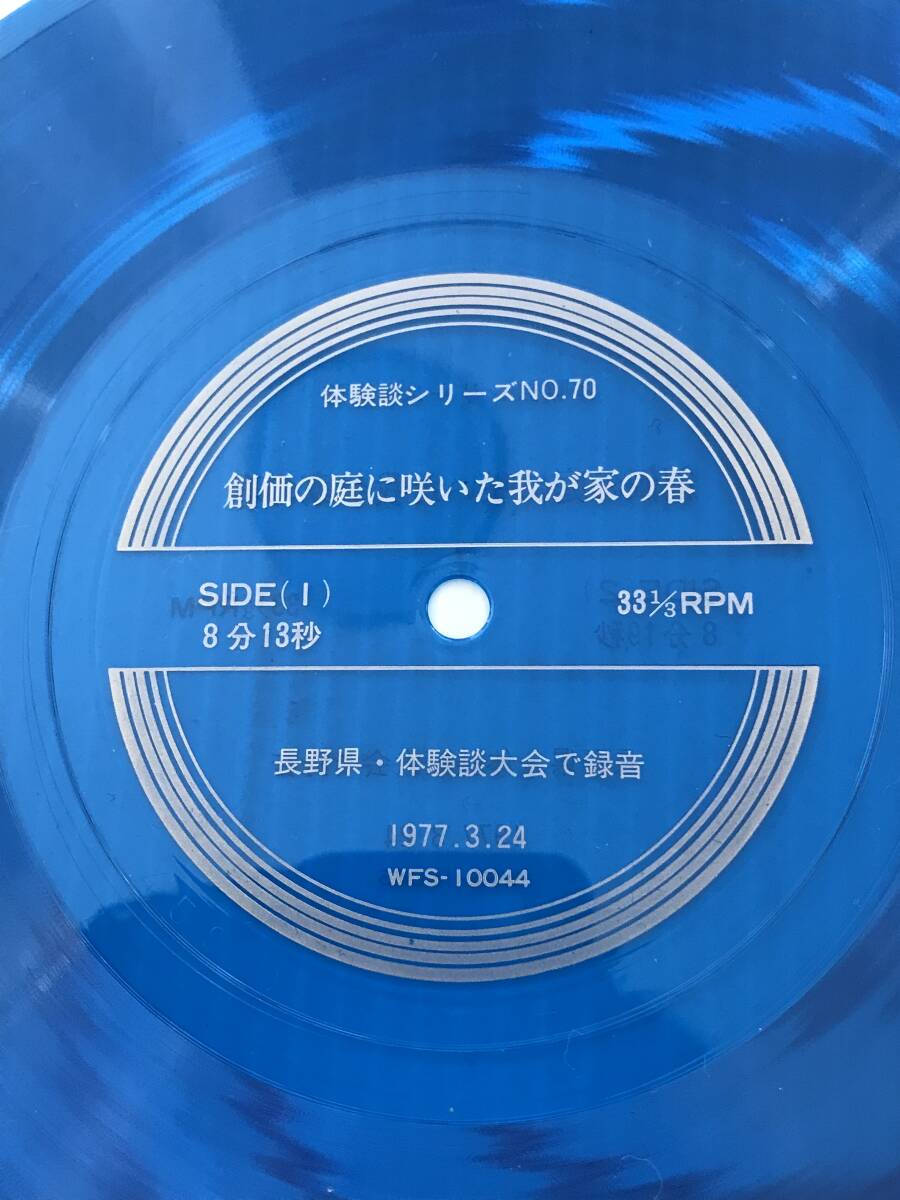 体験談シリーズNO.70
創価の庭に咲いた我が家の春
SIDE(1) 33⅓RPM
8分13秒
長野県・体験談大会で録音
1977.3.24
WFS-10044